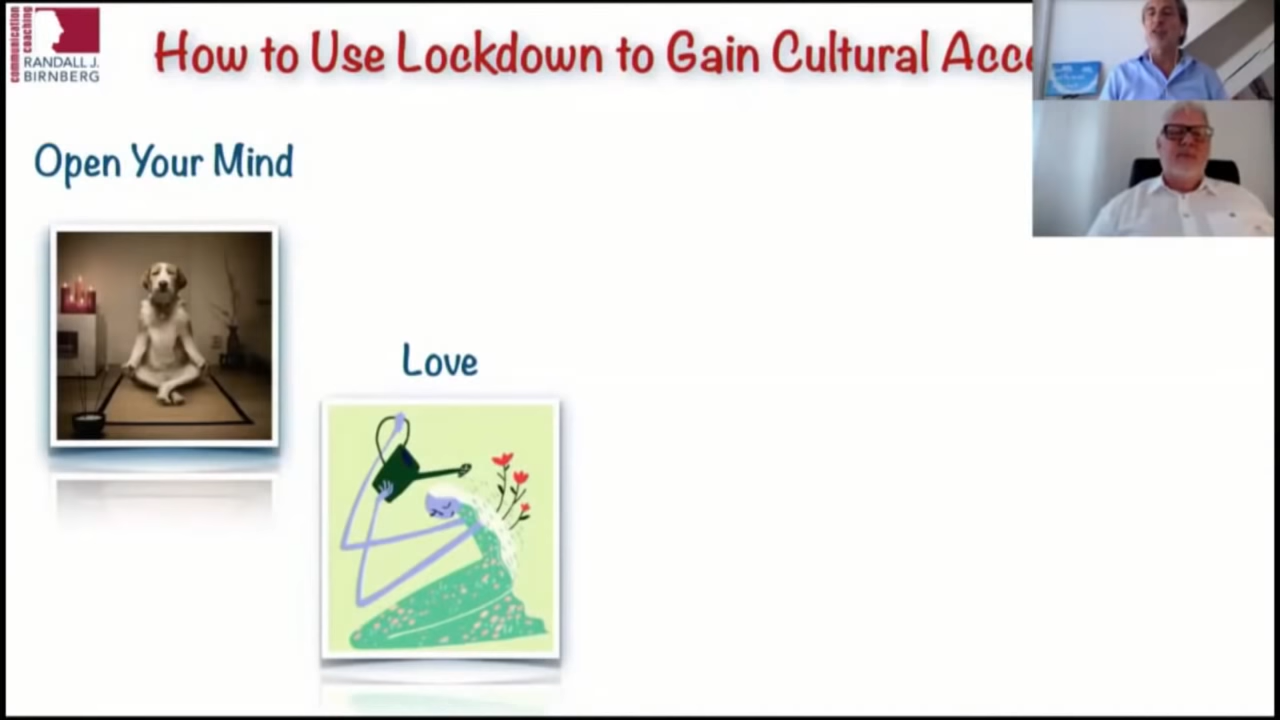 communication
coaching
RANDALL J.
BIRNBERG
How to Use Lockdown to Gain Cultural Acce
Open Your Mind
Love